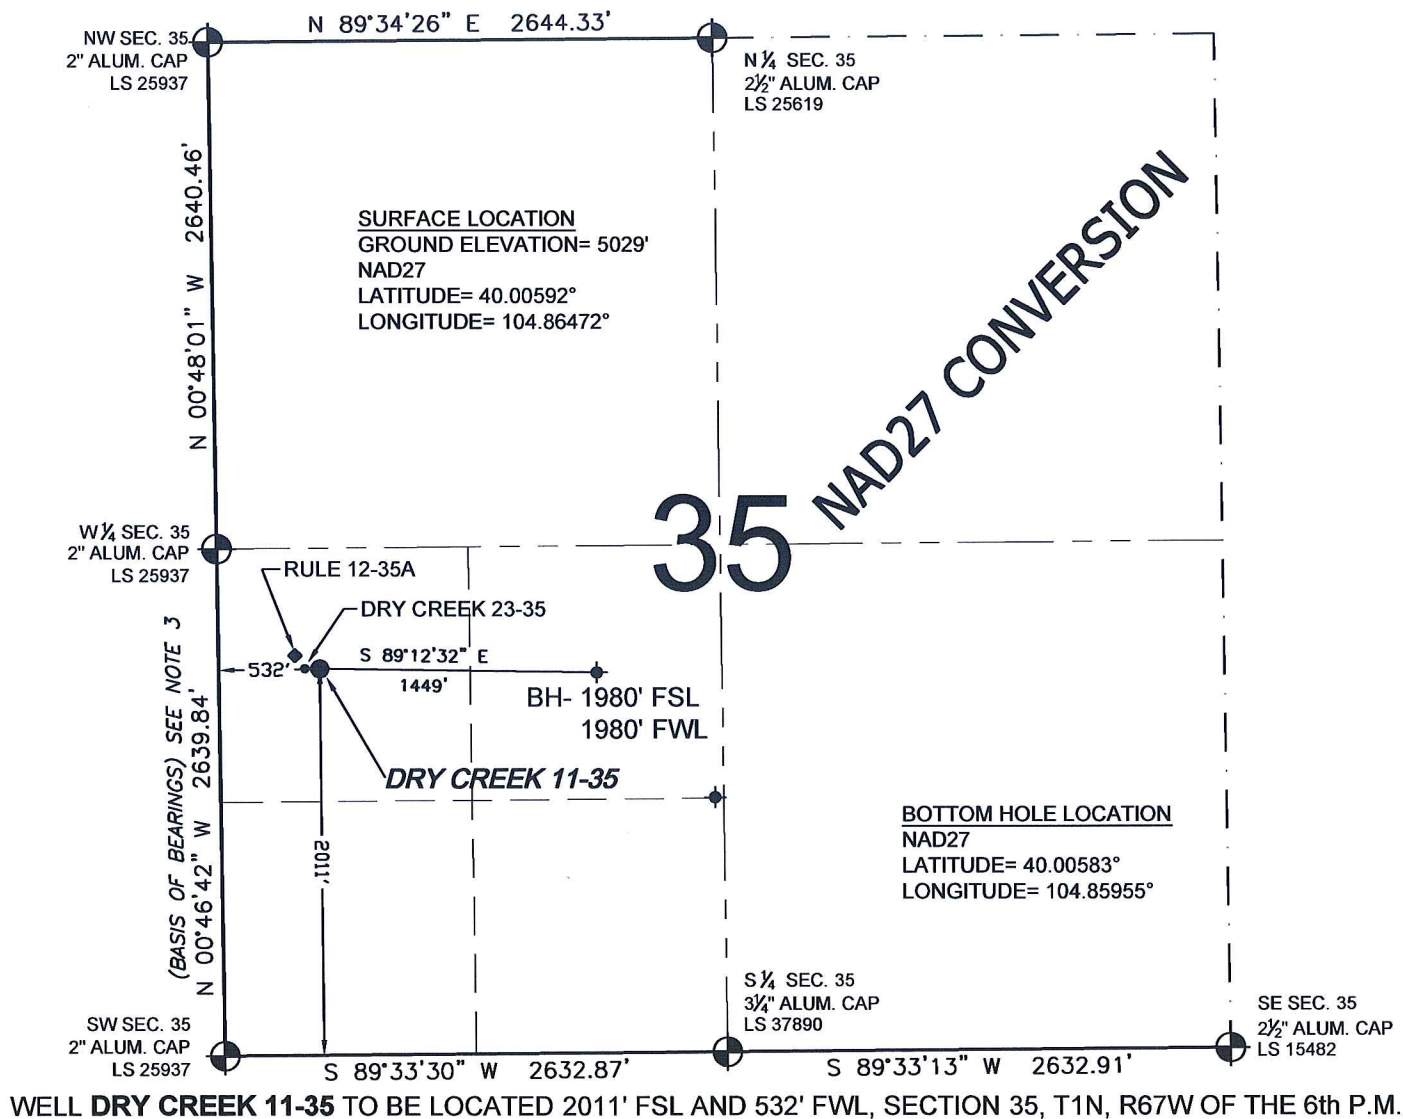 N 89°34'26" E 2644.33'
NW SEC. 35
2" ALUM. CAP
LS 25937
N ¼ SEC. 35
2½" ALUM. CAP
LS 25619
N 00°48'01" W 2640.46'
SURFACE LOCATION
GROUND ELEVATION= 5029'
NAD27
LATITUDE= 40.00592°
LONGITUDE= 104.86472°
NAD27 CONVERSION
35
W ¼ SEC. 35
2" ALUM. CAP
LS 25937
RULE 12-35A
DRY CREEK 23-35
532'
S 89°12'32" E
1449'
BH- 1980' FSL
1980' FWL
DRY CREEK 11-35
(BASIS OF BEARINGS) SEE NOTE 3
N 00°46'42" W 2639.84'
2011'
BOTTOM HOLE LOCATION
NAD27
LATITUDE= 40.00583°
LONGITUDE= 104.85955°
SW SEC. 35
2" ALUM. CAP
LS 25937
S ¼ SEC. 35
3¼" ALUM. CAP
LS 37890
SE SEC. 35
2½" ALUM. CAP
LS 15482
S 89°33'30" W 2632.87'
S 89°33'13" W 2632.91'
WELL DRY CREEK 11-35 TO BE LOCATED 2011' FSL AND 532' FWL, SECTION 35, T1N, R67W OF THE 6th P.M.